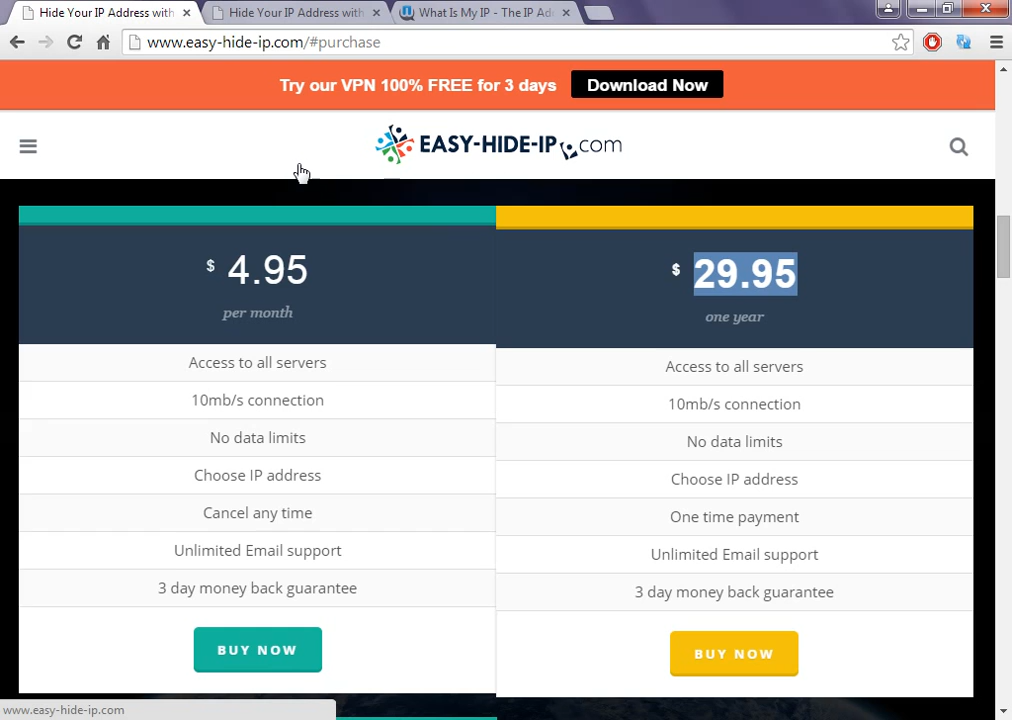 Hide Your IP Address with
Hide Your IP Address with
What Is My IP - The IP Ad
www.easy-hide-ip.com/#purchase
Try our VPN 100% FREE for 3 days
Download Now
EASY-HIDE-IP.com
$ 4.95
per month
Access to all servers
10mb/s connection
No data limits
Choose IP address
Cancel any time
Unlimited Email support
3 day money back guarantee
BUY NOW
$ 29.95
one year
Access to all servers
10mb/s connection
No data limits
Choose IP address
One time payment
Unlimited Email support
3 day money back guarantee
BUY NOW
www.easy-hide-ip.com